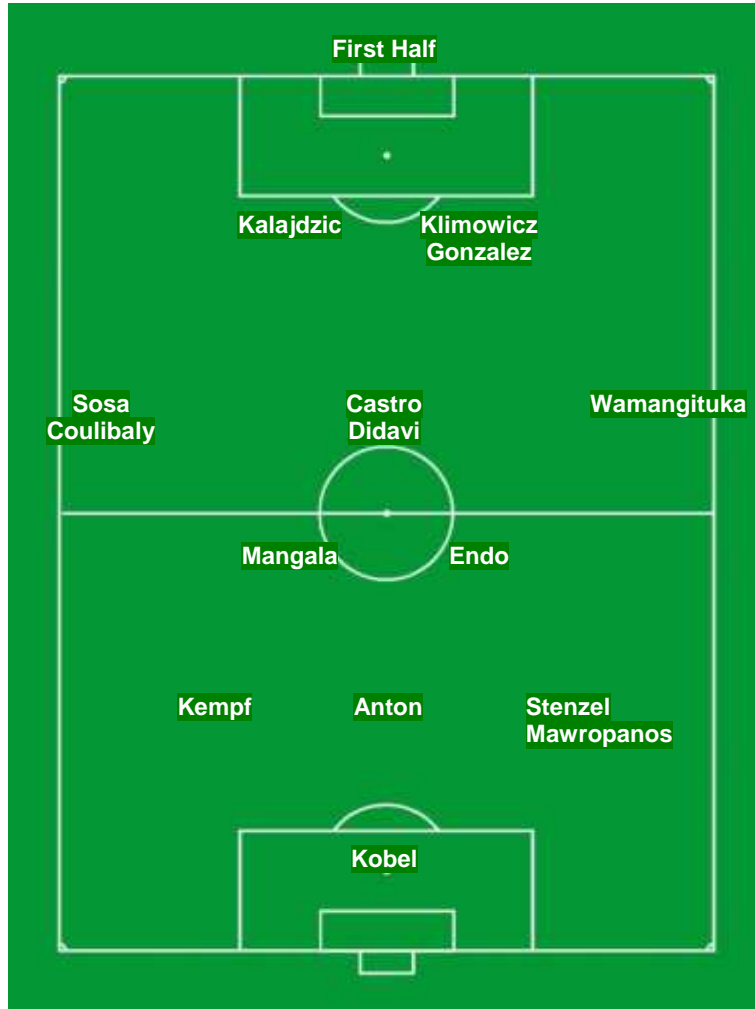 First Half
Kalajdzic
Klimowicz
Gonzalez
Sosa
Coulibaly
Castro
Didavi
Wamangituka
Mangala
Endo
Kempf
Anton
Stenzel
Mawropanos
Kobel